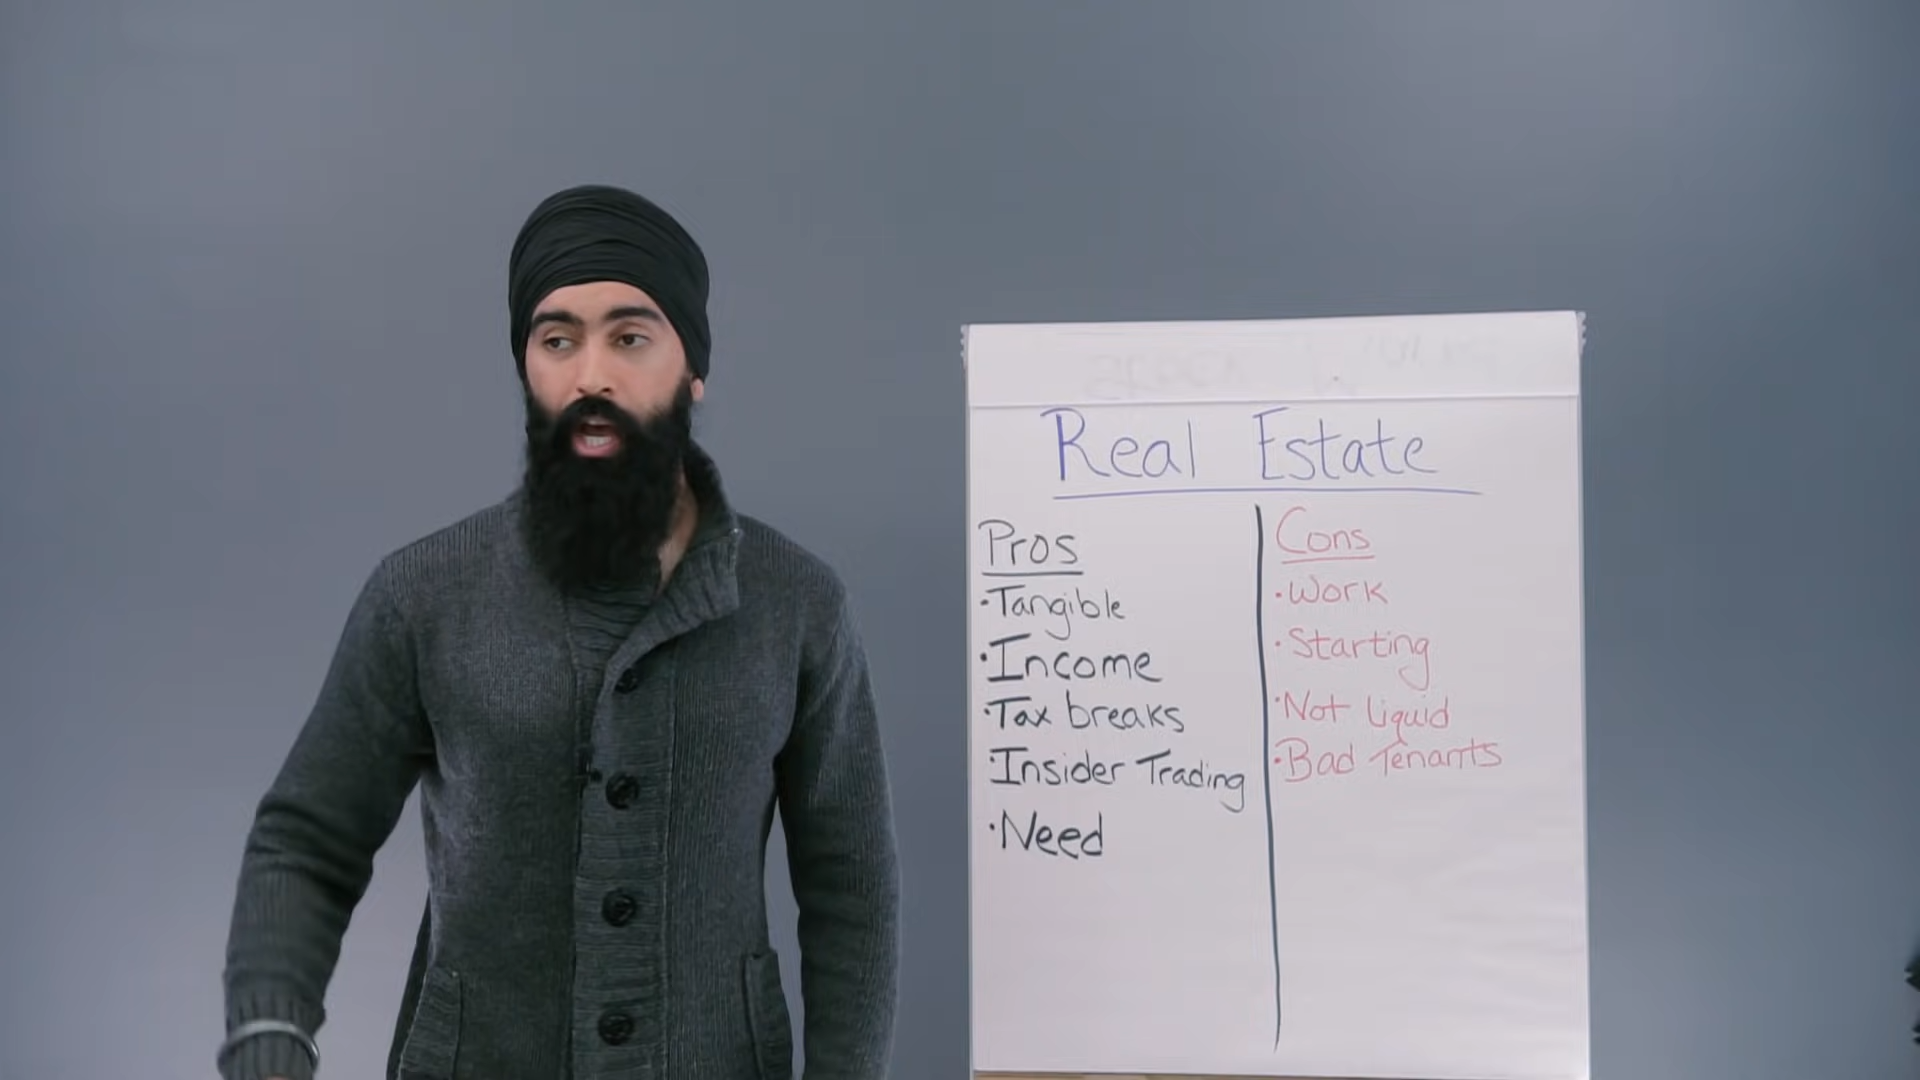 Real Estate
Pros
·Tangible
·Income
·Tax breaks
·Insider Trading
·Need
Cons
·Work
·Starting
·Not liquid
·Bad Tenants